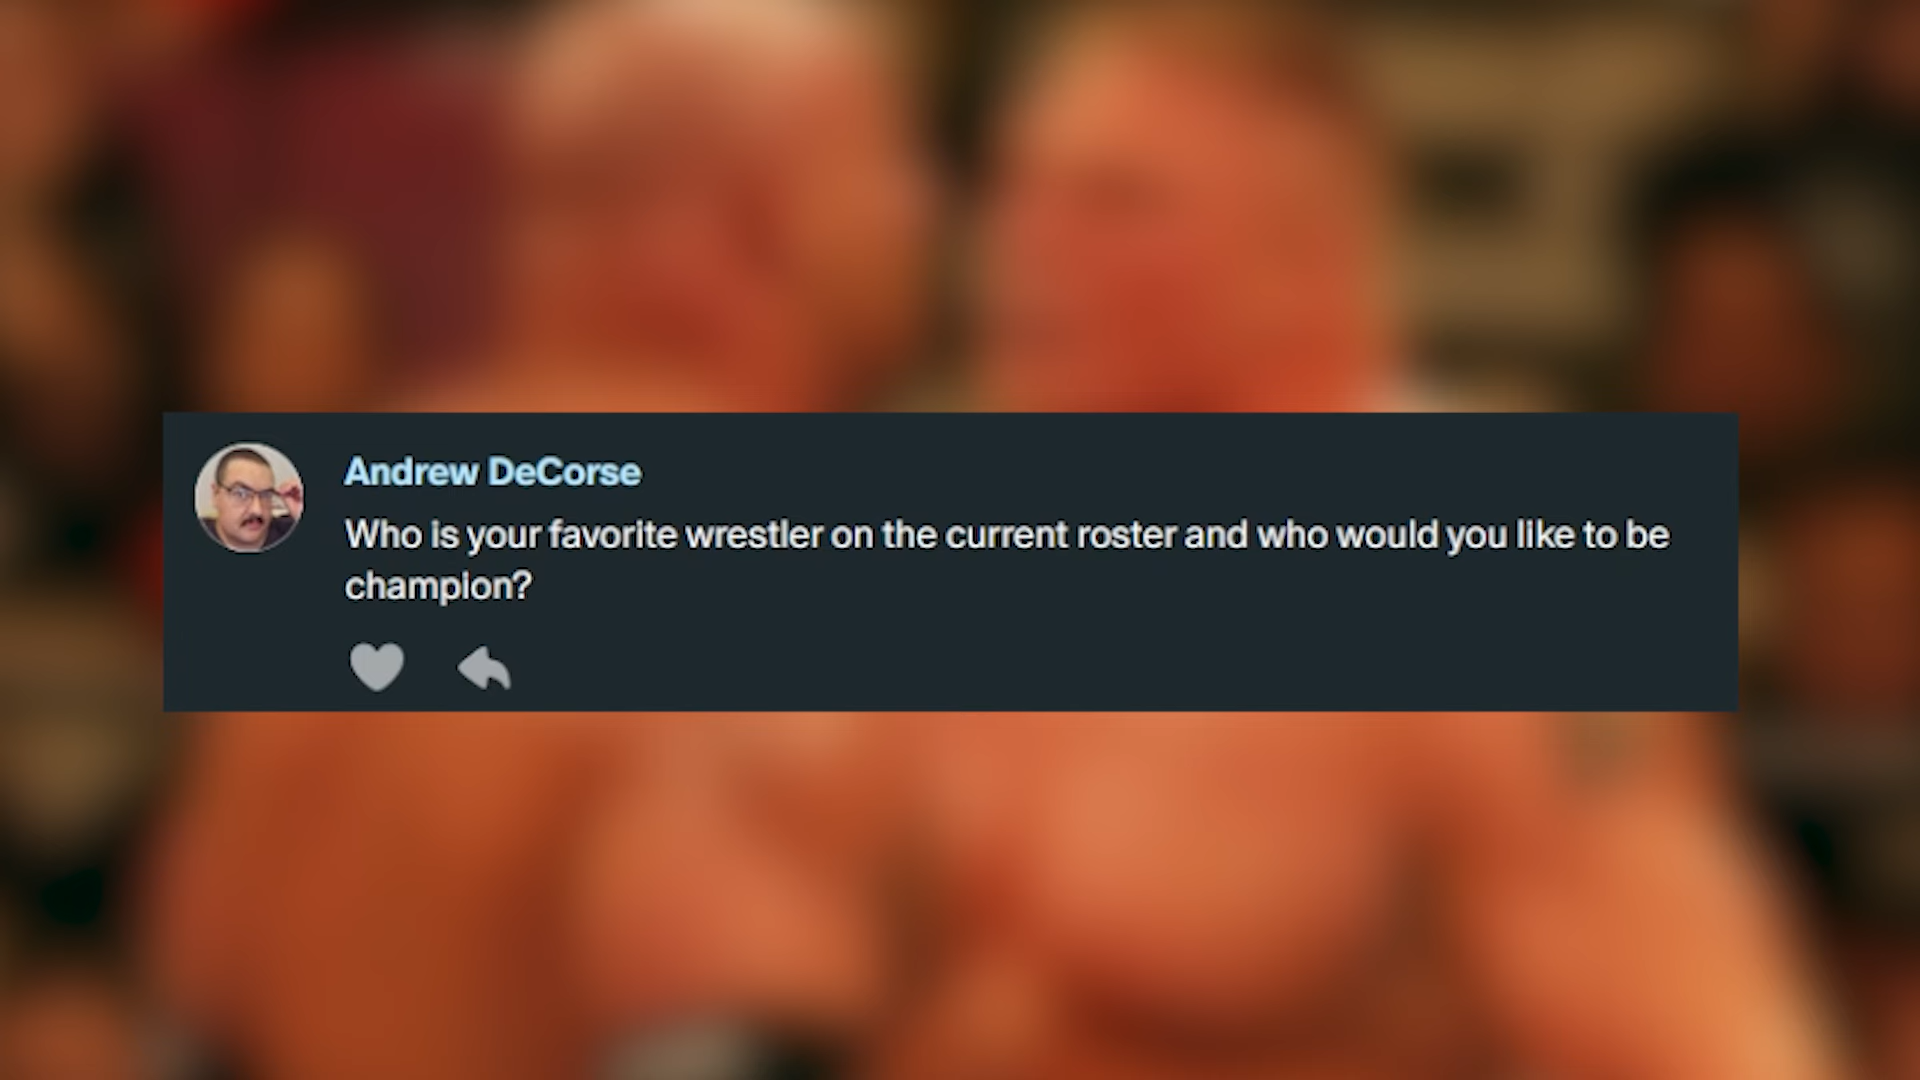 Andrew DeCorse
Who is your favorite wrestler on the current roster and who would you like to be
champion?